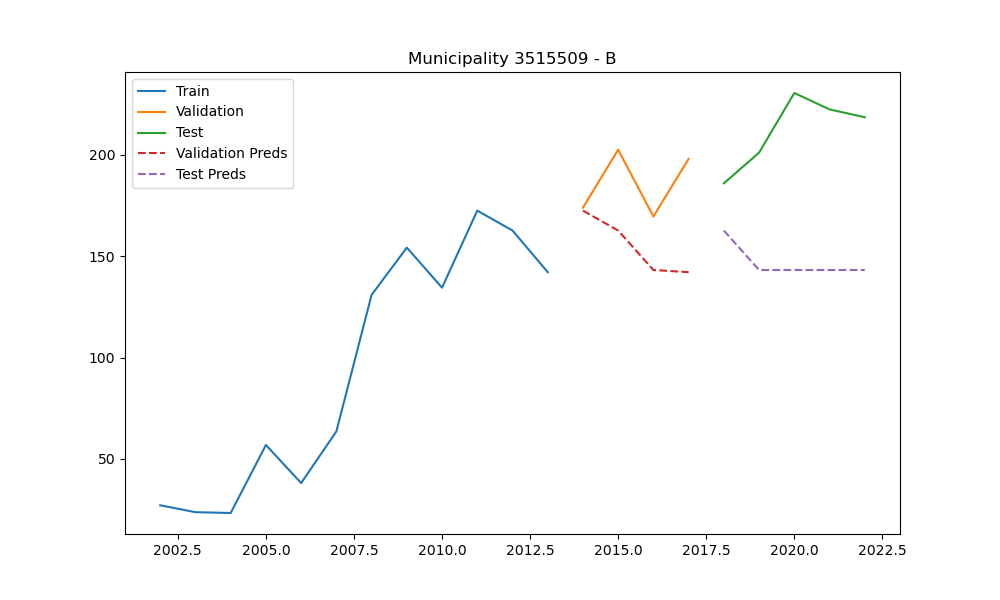 Municipality 3515509 - B
Train
Validation
Test
Validation Preds
Test Preds
200
150
100
50
2002.5 2005.0 2007.5 2010.0 2012.5 2015.0 2017.5 2020.0 2022.5